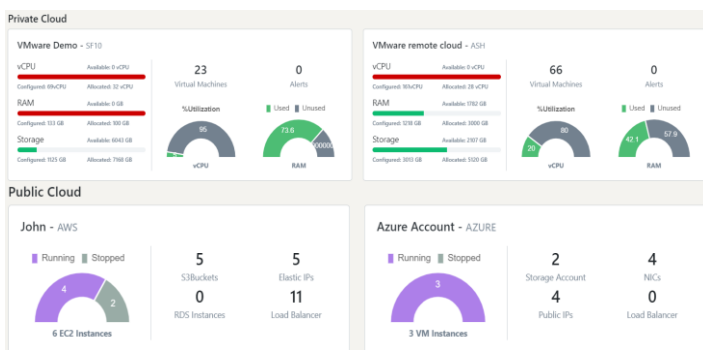 Private Cloud
VMware Demo - SF10
vCPU Available: 0 vCPU
Configured: 69vCPU Allocated: 32 vCPU
RAM Available: 0 GB
Configured: 133 GB Allocated: 100 GB
Storage Available: 6043 GB
Configured: 1125 GB Allocated: 7168 GB
23
Virtual Machines
0
Alerts
%Utilization
Used Unused
95
vCPU
73.0
RAM
VMware remote cloud - ASH
vCPU Available: 0 vCPU
Configured: 161vCPU Allocated: 28 vCPU
RAM Available: 1782 GB
Configured: 1218 GB Allocated: 3000 GB
Storage Available: 2107 GB
Configured: 3013 GB Allocated: 5120 GB
66
Virtual Machines
0
Alerts
%Utilization
Used Unused
20
80
vCPU
42.1
57.9
RAM
Public Cloud
John - AWS
Running Stopped
4
2
6 EC2 Instances
5
S3Buckets
5
Elastic IPs
0
RDS Instances
11
Load Balancer
Azure Account - AZURE
Running Stopped
3
3 VM Instances
2
Storage Account
4
NICs
4
Public IPs
0
Load Balancer